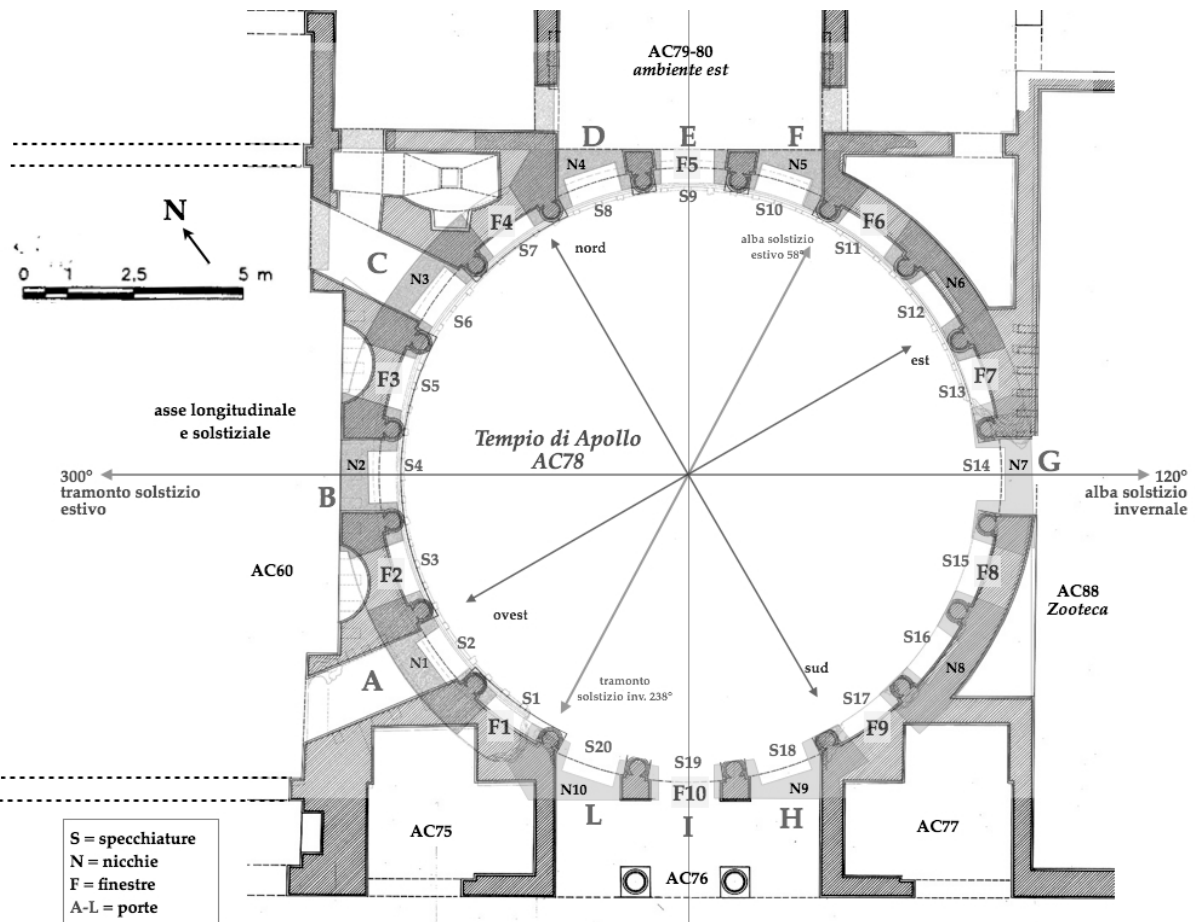 AC79-80
ambiente est
D
E
F
N4
F5
N5
S8
S9
S10
N
F4
S7
nord
alba solstizio
estivo 58°
F6
S11
0 1 2,5 5 m
C
N3
N6
S6
S12
F3
S5
est
S13
F7
asse longitudinale
e solstiziale
Tempio di Apollo
AC78
N2
S4
S14
N7
G
300°
tramonto solstizio
estivo
B
120°
alba solstizio
invernale
AC60
F2
S3
S15
F8
AC88
Zooteca
ovest
S2
S16
N1
A
tramonto
solstizio inv. 238°
sud
N8
S1
F1
S17
F9
S20
S19
S18
N10
F10
N9
L
I
H
AC75
AC76
AC77
S = specchiature
N = nicchie
F = finestre
A-L = porte